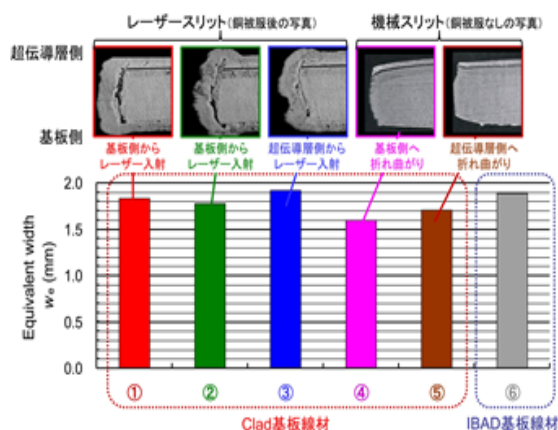 レーザースリット(銅被服後の写真)
機械スリット(銅被服なしの写真)
超伝導層側
基板側
基板側から
レーザー入射
基板側から
レーザー入射
超伝導層側から
レーザー入射
基板側へ
折れ曲がり
超伝導層側へ
折れ曲がり
Equivalent width
wₑ (mm)
2.0
1.5
1.0
0.5
0.0
① ② ③ ④ ⑤ ⑥
Clad基板線材
IBAD基板線材